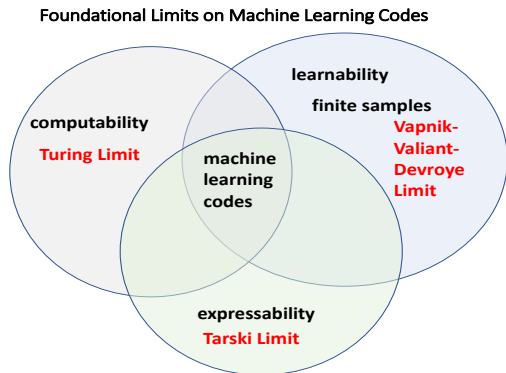 Foundational Limits on Machine Learning Codes
learnability
finite samples
computability
Vapnik-
Valiant-
Devroye
Limit
Turing Limit
machine
learning
codes
expressability
Tarski Limit